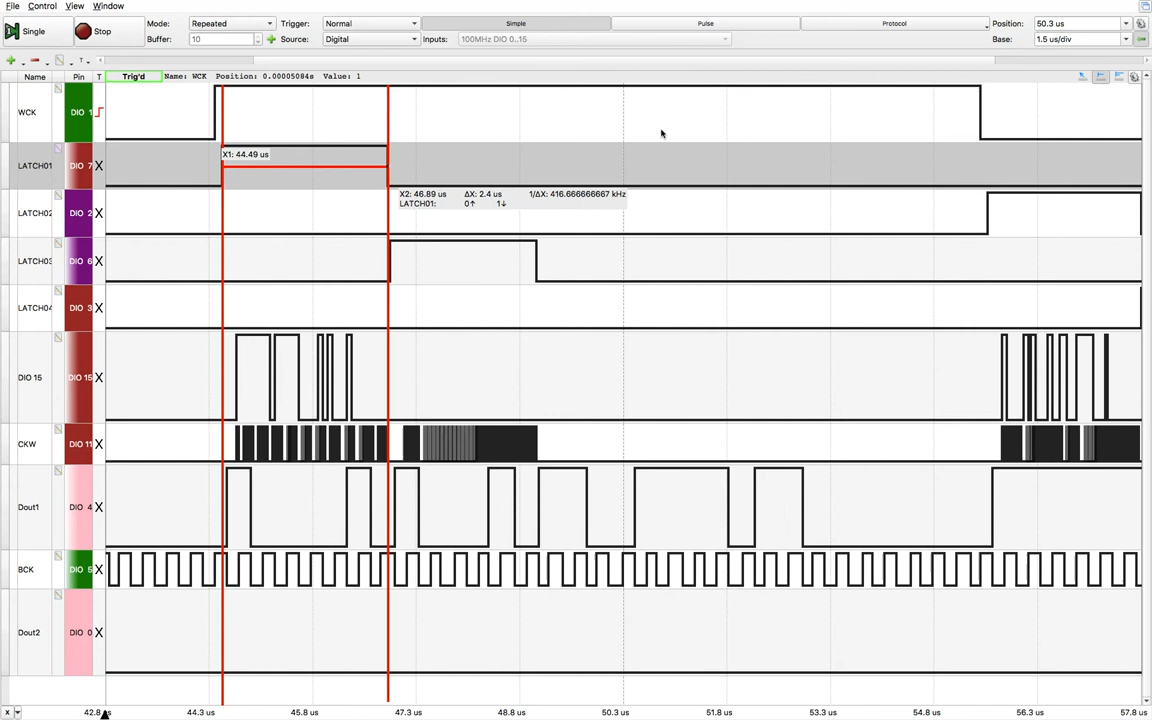 File Control View Window
Single Stop Mode: Repeated Trigger: Normal Simple Pulse Protocol Position: 50.3 us
Buffer: 10 Source: Digital Inputs: 100MHz DIO 0..15 Base: 1.5 us/div
Name Pin T Trig'd Name: WCK Position: 0.00005084s Value: 1
WCK DIO 1
X1: 44.49 us
LATCH01 DIO 7 X
X2: 46.89 us ΔX: 2.4 us 1/ΔX: 416.666666667 kHz
LATCH01: 0↑ 1↓
LATCH02 DIO 2 X
LATCH03 DIO 6 X
LATCH04 DIO 3 X
DIO 15 DIO 15 X
CKW DIO 11 X
Dout1 DIO 4 X
BCK DIO 5 X
Dout2 DIO 0 X
X 42.8 us 44.3 us 45.8 us 47.3 us 48.8 us 50.3 us 51.8 us 53.3 us 54.8 us 56.3 us 57.8 us